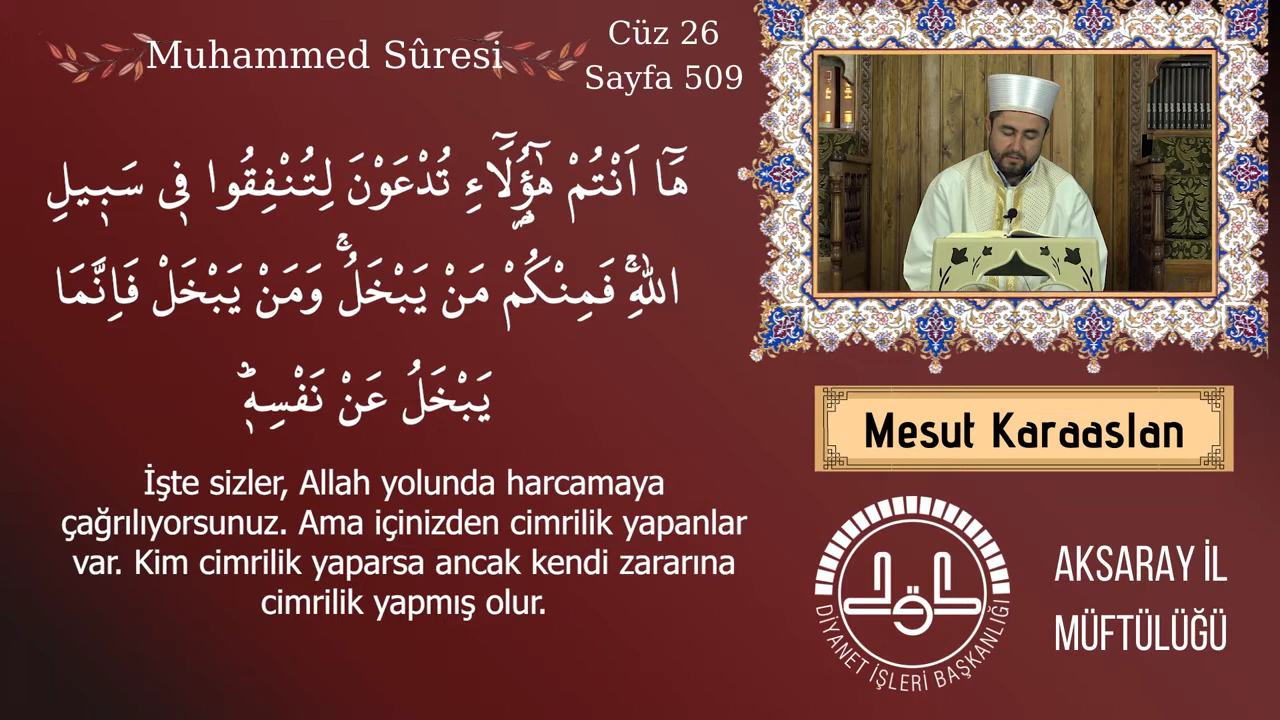 Muhammed Sûresi
Cüz 26
Sayfa 509
هَٓا اَنْتُمْ هٰٓؤُ۬لَٓاءِ تُدْعَوْنَ لِتُنْفِقُوا ف۪ي سَب۪يلِ
اللّٰهِۚ فَمِنْكُمْ مَنْ يَبْخَلُۚ وَمَنْ يَبْخَلْ فَاِنَّمَا
يَبْخَلُ عَنْ نَفْسِه۪ؕ
İşte sizler, Allah yolunda harcamaya
çağrılıyorsunuz. Ama içinizden cimrilik yapanlar
var. Kim cimrilik yaparsa ancak kendi zararına
cimrilik yapmış olur.
Mesut Karaaslan
DİYANET İŞLERİ BAŞKANLIĞI
AKSARAY İL
MÜFTÜLÜĞÜ